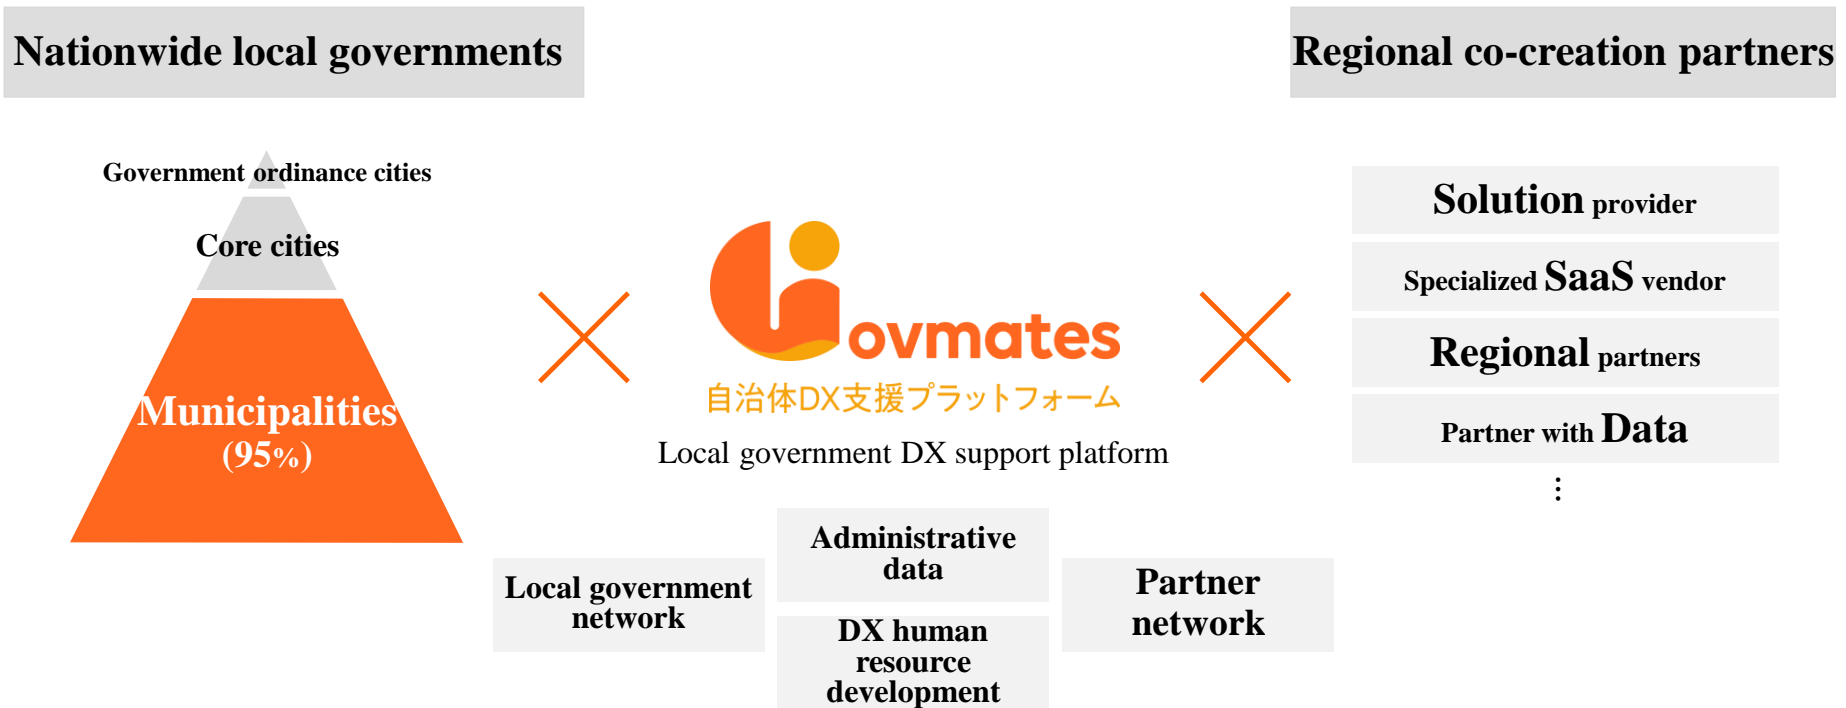 Nationwide local governments
Regional co-creation partners
Government ordinance cities
Core cities
Municipalities
(95%)
Govmates
自治体DX支援プラットフォーム
Local government DX support platform
Solution provider
Specialized SaaS vendor
Regional partners
Partner with Data
⋮
Local government
network
Administrative
data
DX human
resource
development
Partner
network